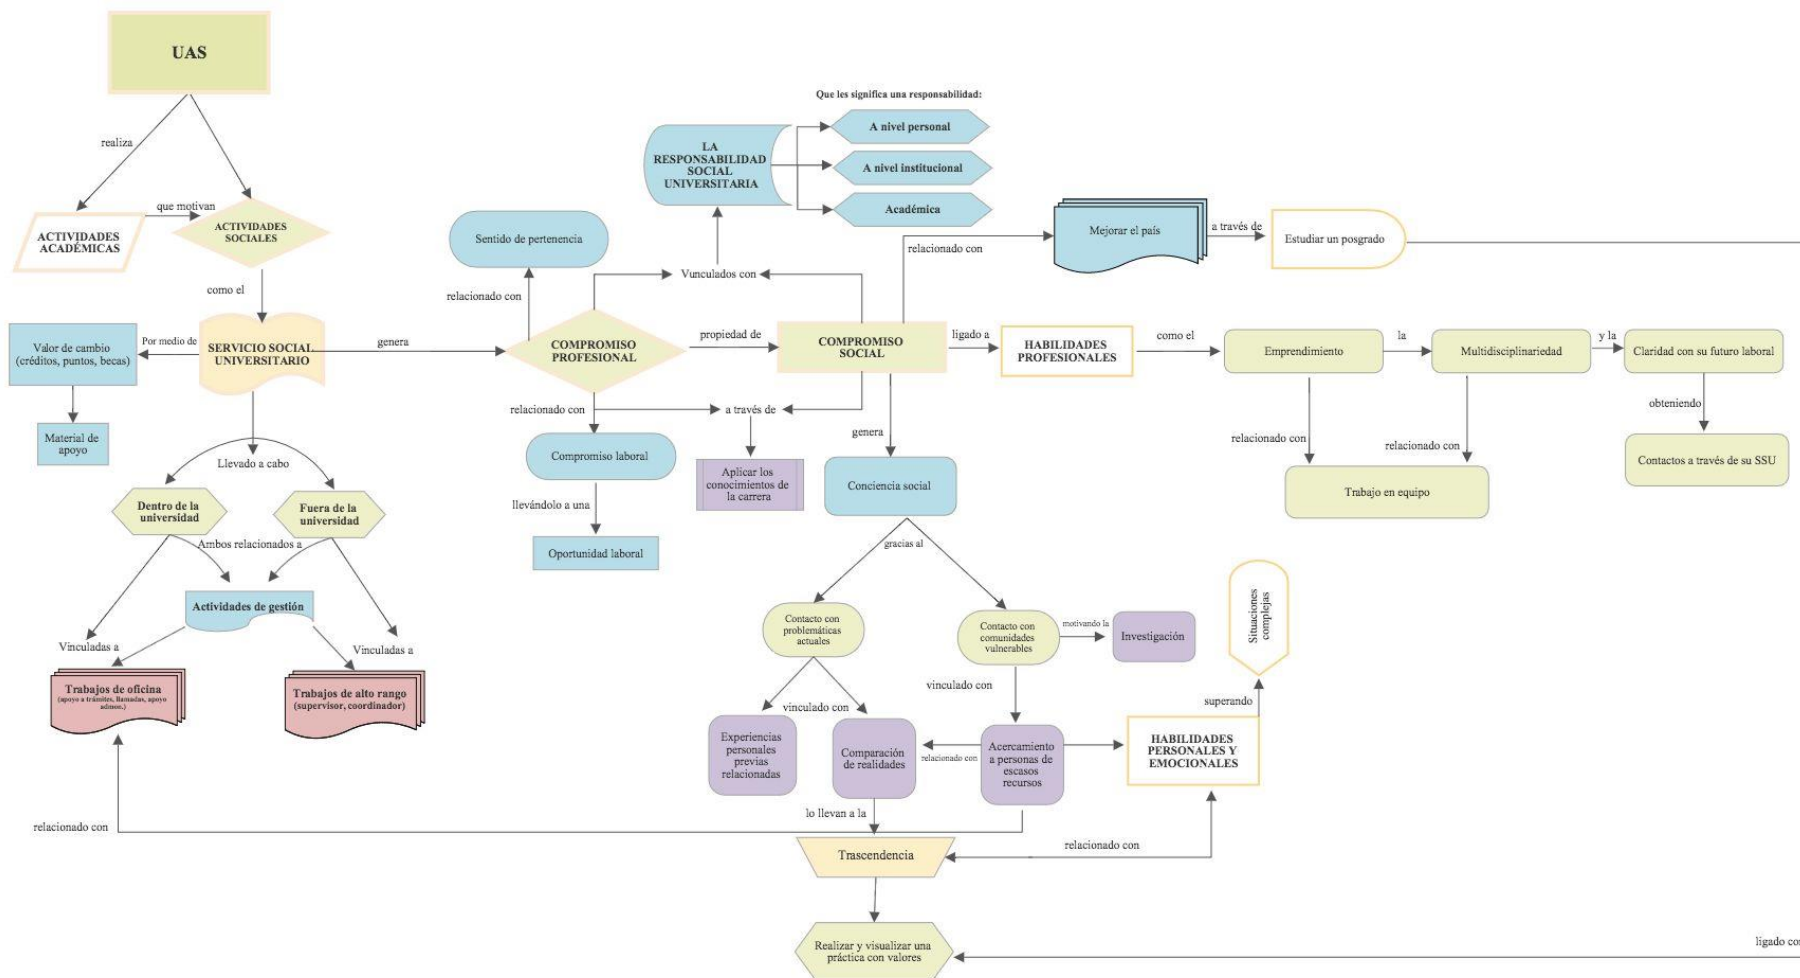 UAS
Que les significa una responsabilidad:
realiza
LA
RESPONSABILIDAD
SOCIAL
UNIVERSITARIA
A nivel personal
A nivel institucional
Académica
que motivan
ACTIVIDADES
ACADÉMICAS
ACTIVIDADES
SOCIALES
Sentido de pertenencia
relacionado con
Mejorar el país
a través de
Estudiar un posgrado
como el
relacionado con
Vunculados con
Valor de cambio
(créditos, puntos, becas)
Por medio de
SERVICIO SOCIAL
UNIVERSITARIO
genera
COMPROMISO
PROFESIONAL
propiedad de
COMPROMISO
SOCIAL
ligado a
HABILIDADES
PROFESIONALES
como el
Emprendimiento
la
Multidisciplinariedad
y la
Claridad con su futuro laboral
Material de
apoyo
relacionado con
a través de
genera
obteniendo
Llevado a cabo
Compromiso laboral
Aplicar los
conocimientos de
la carrera
Conciencia social
relacionado con
relacionado con
Contactos a través de su SSU
Trabajo en equipo
Dentro de la
universidad
Fuera de la
universidad
llevándolo a una
Ambos relacionados a
Oportunidad laboral
gracias al
Actividades de gestión
Contacto con
problemáticas
actuales
Contacto con
comunidades
vulnerables
motivando la
Investigación
Situaciones
complejas
Vinculadas a
Vinculadas a
Trabajos de oficina
(apoyo a trámites, llamadas, apoyo
admon.)
Trabajos de alto rango
(supervisor, coordinador)
vinculado con
vinculado con
superando
Experiencias
personales
previas
relacionadas
Comparación
de realidades
relacionado con
Acercamiento
a personas de
escasos
recursos
HABILIDADES
PERSONALES Y
EMOCIONALES
relacionado con
lo llevan a la
Trascendencia
relacionado con
Realizar y visualizar una
práctica con valores
ligado con